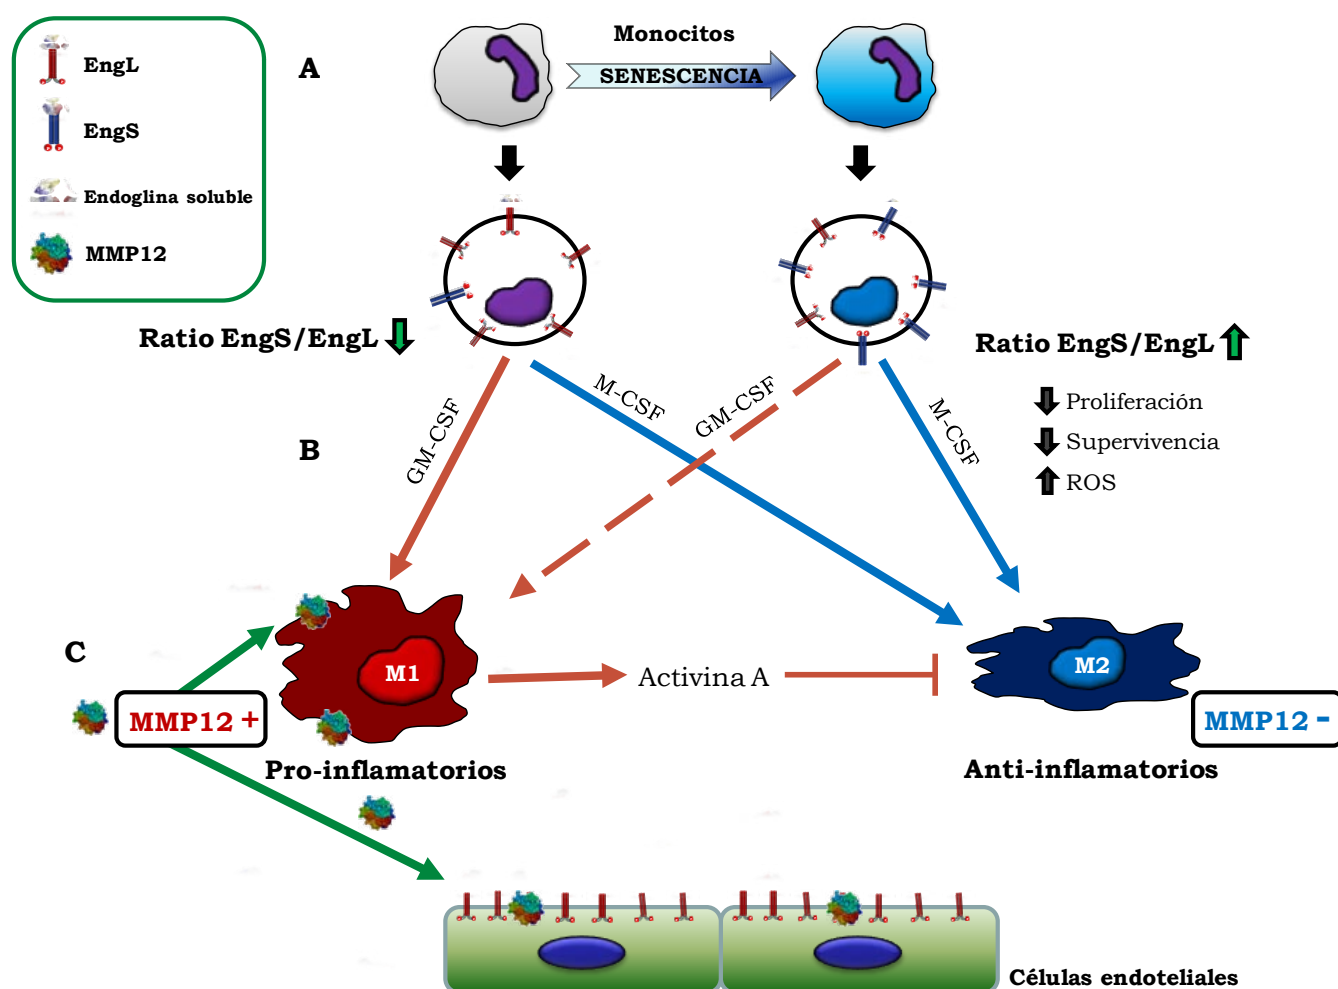 EngL
EngS
Endoglina soluble
MMP12
A
Monocitos
SENESCENCIA
Ratio EngS/EngL
Ratio EngS/EngL
Proliferación
Supervivencia
ROS
B
GM-CSF
M-CSF
GM-CSF
M-CSF
C
MMP12 +
M1
Activina A
M2
MMP12 -
Pro-inflamatorios
Anti-inflamatorios
Células endoteliales